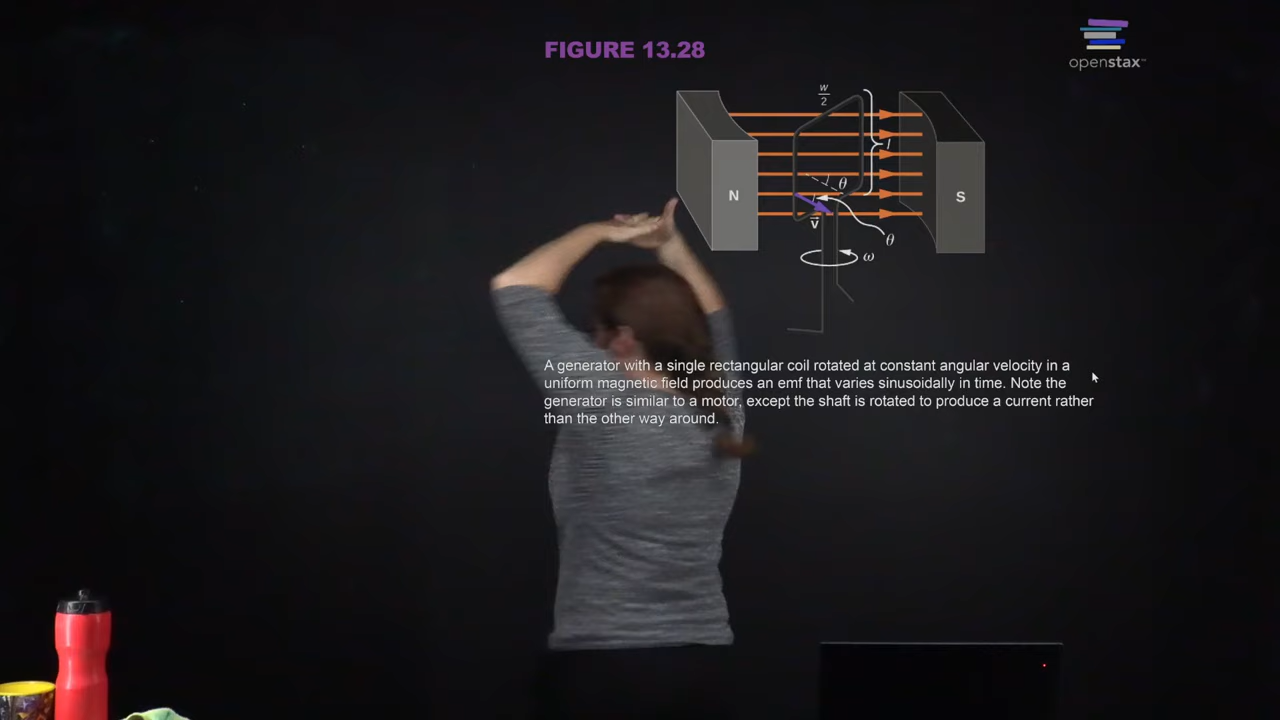 FIGURE 13.28
openstax™
w
2
l
θ
N
S
v
θ
ω
A generator with a single rectangular coil rotated at constant angular velocity in a
uniform magnetic field produces an emf that varies sinusoidally in time. Note the
generator is similar to a motor, except the shaft is rotated to produce a current rather
than the other way around.